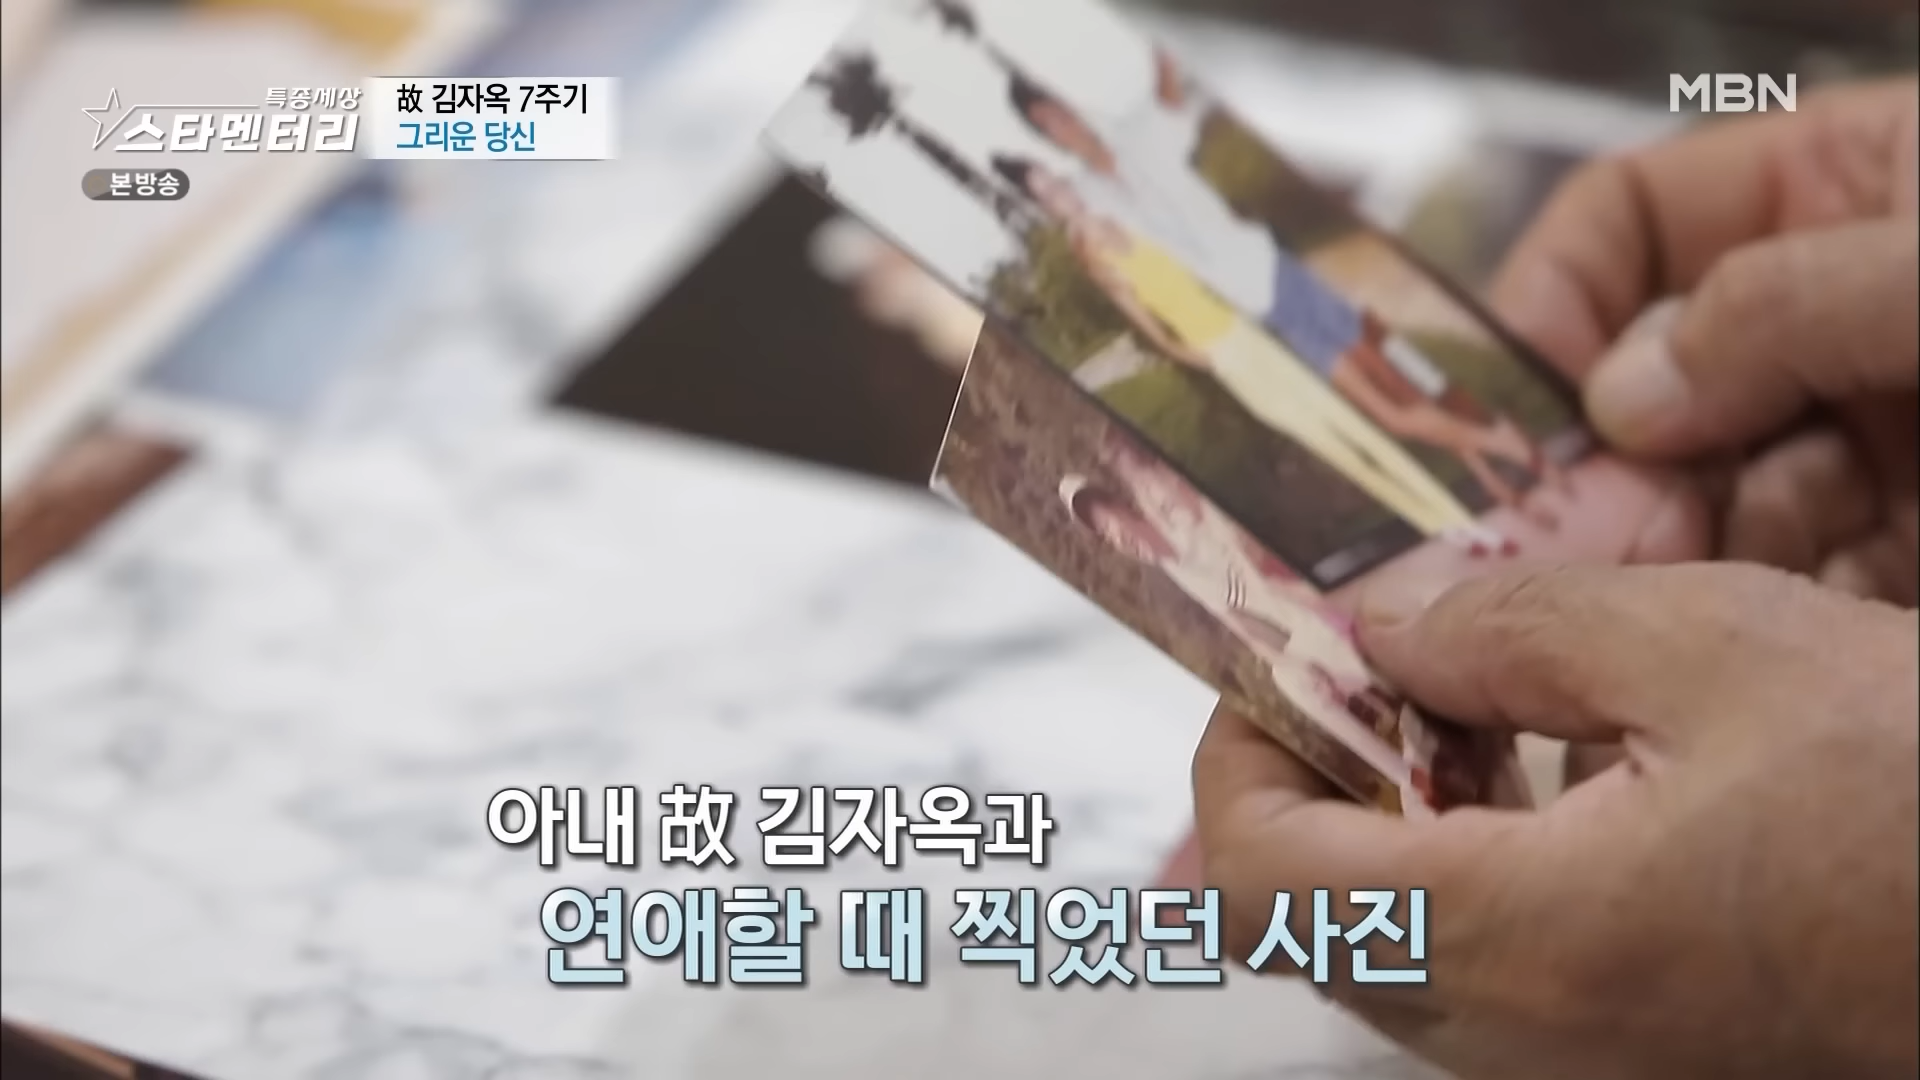 특종세상
스타멘터리
故 김자옥 7주기
그리운 당신
본방송
MBN
아내 故 김자옥과
연애할 때 찍었던 사진